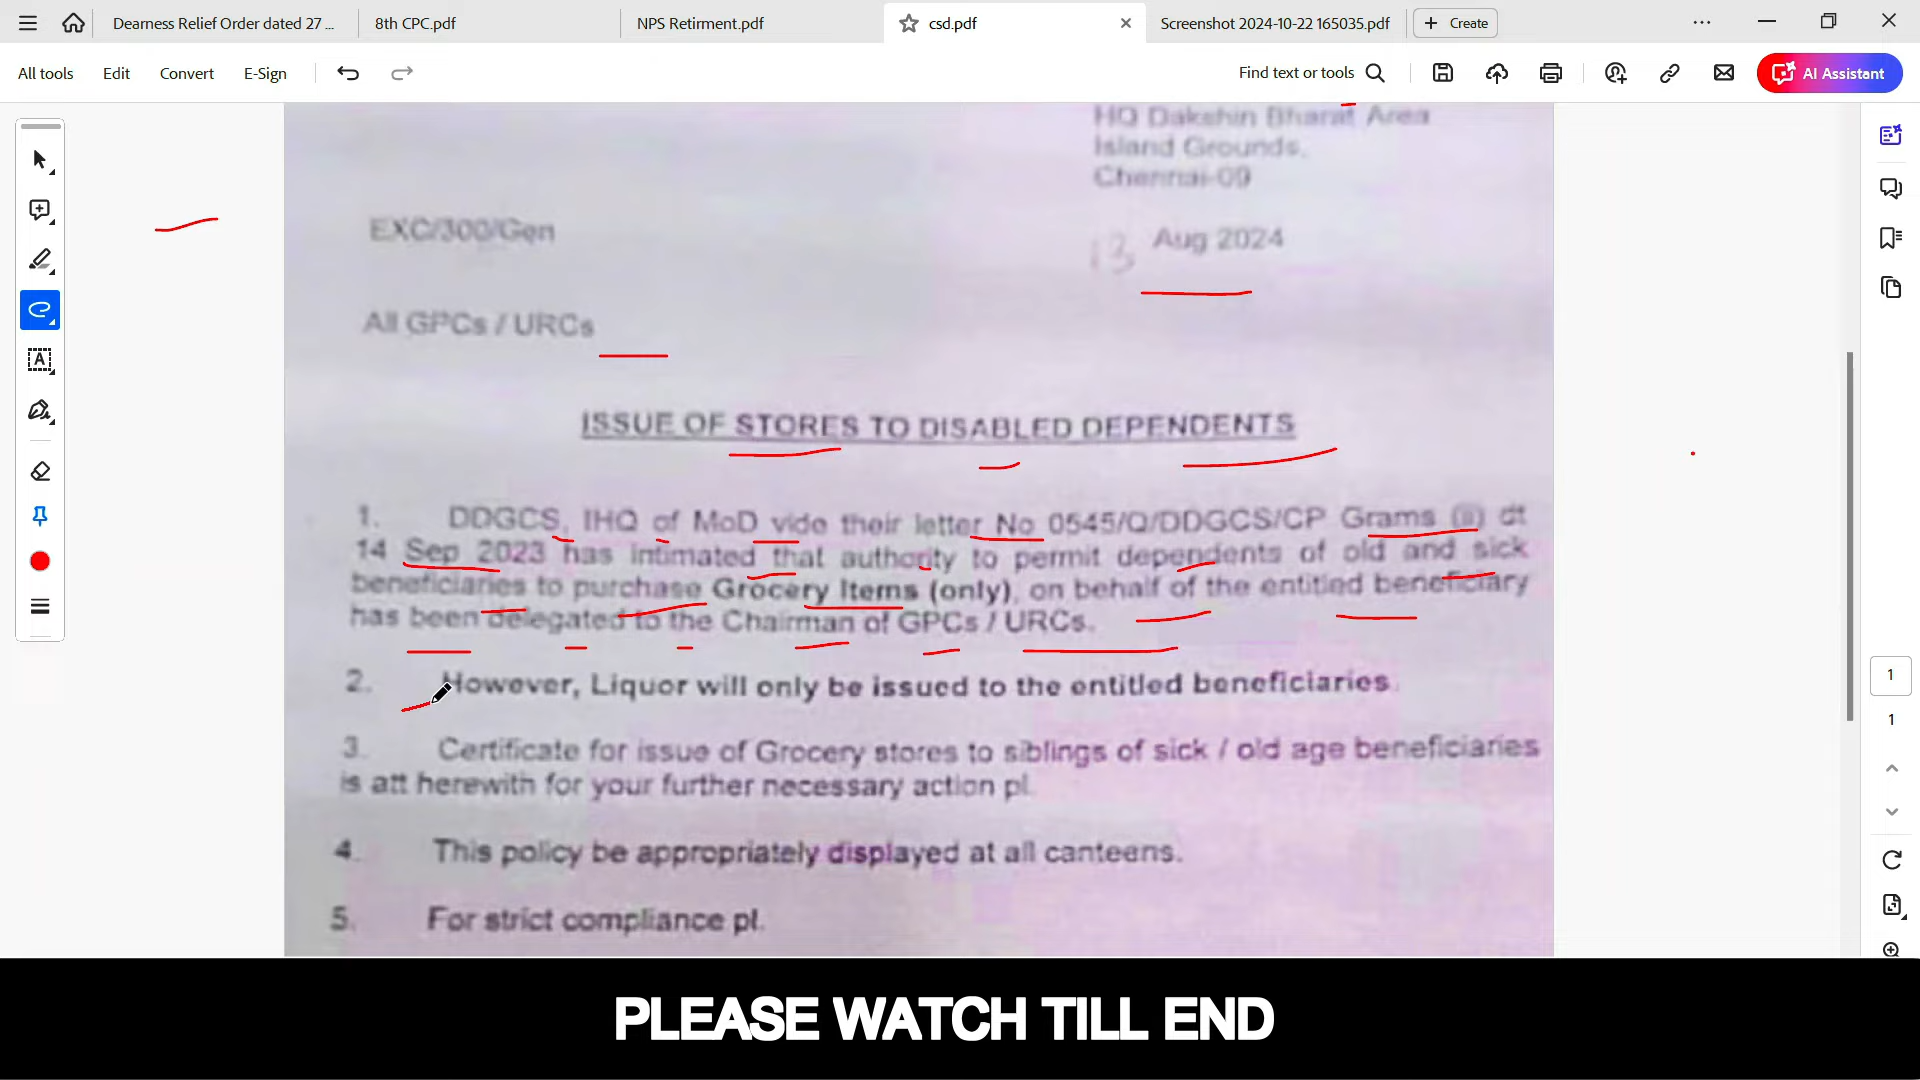 Dearness Relief Order dated 27 ...
8th CPC.pdf
NPS Retirment.pdf
csd.pdf
Screenshot 2024-10-22 165035.pdf
Create
All tools
Edit
Convert
E-Sign
Find text or tools
AI Assistant
HQ Dakshin Bharat Area
Island Grounds,
Chennai-09
EXC/300/Gen
13 Aug 2024
All GPCs / URCs
ISSUE OF STORES TO DISABLED DEPENDENTS
1. DDGCS, IHQ of MoD vide their letter No 0545/Q/DDGCS/CP Grams (ii) dt
14 Sep 2023 has intimated that authority to permit dependents of old and sick
beneficiaries to purchase Grocery Items (only), on behalf of the entitled beneficiary
has been delegated to the Chairman of GPCs / URCs.
2. However, Liquor will only be issued to the entitled beneficiaries.
3. Certificate for issue of Grocery stores to siblings of sick / old age beneficiaries
is att herewith for your further necessary action pl.
4. This policy be appropriately displayed at all canteens.
5. For strict compliance pl.
1
1
PLEASE WATCH TILL END